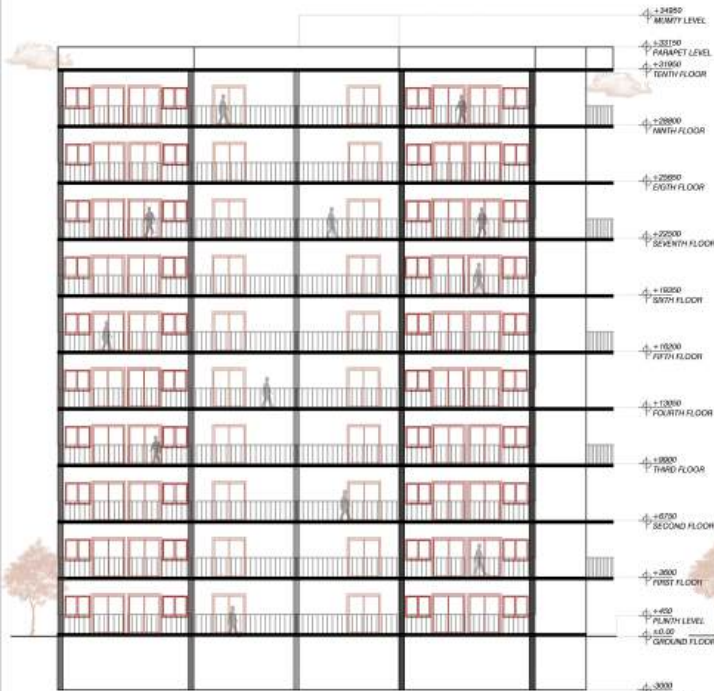 +34950
MUMTY LEVEL
+33150
PARAPET LEVEL
+31950
TENTH FLOOR
+28800
NINTH FLOOR
+25650
EIGTH FLOOR
+22500
SEVENTH FLOOR
+19350
SIXTH FLOOR
+16200
FIFTH FLOOR
+13050
FOURTH FLOOR
+9900
THIRD FLOOR
+6750
SECOND FLOOR
+3600
FIRST FLOOR
+450
PLINTH LEVEL
±0.00
GROUND FLOOR
-3000